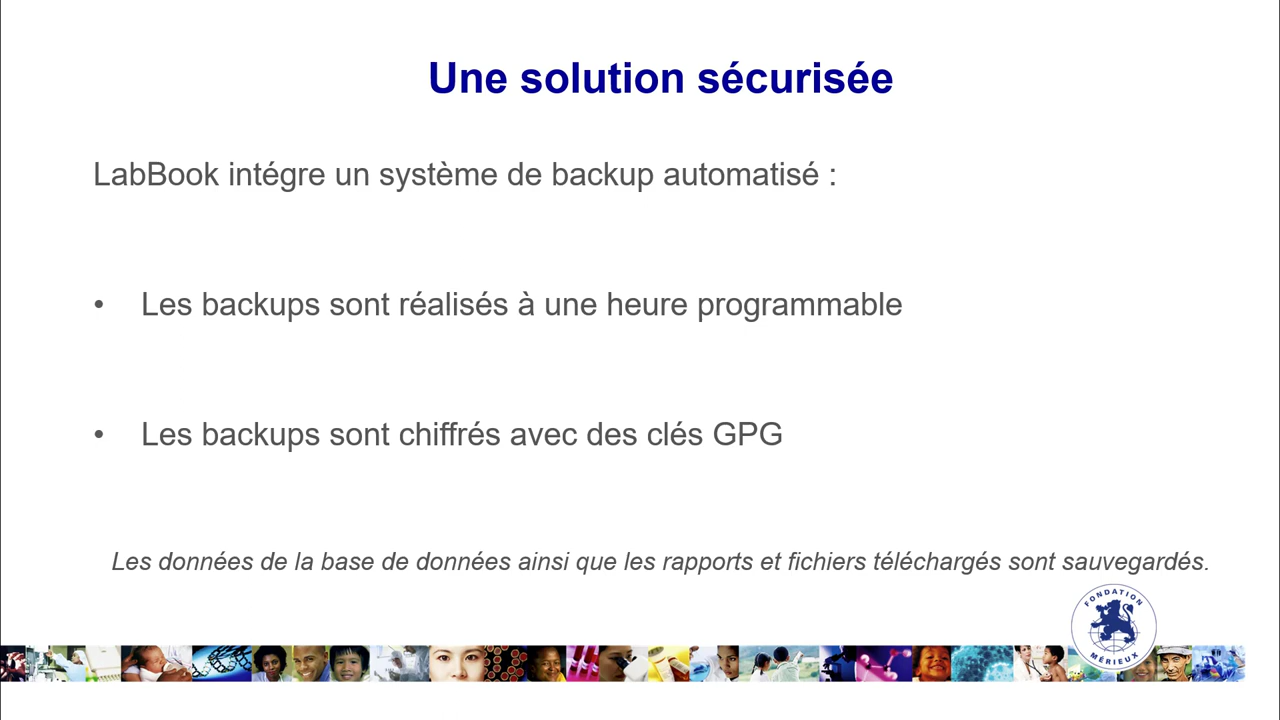 Une solution sécurisée
LabBook intégre un système de backup automatisé :
• Les backups sont réalisés à une heure programmable
• Les backups sont chiffrés avec des clés GPG
Les données de la base de données ainsi que les rapports et fichiers téléchargés sont sauvegardés.
FONDATION
MÉRIEUX